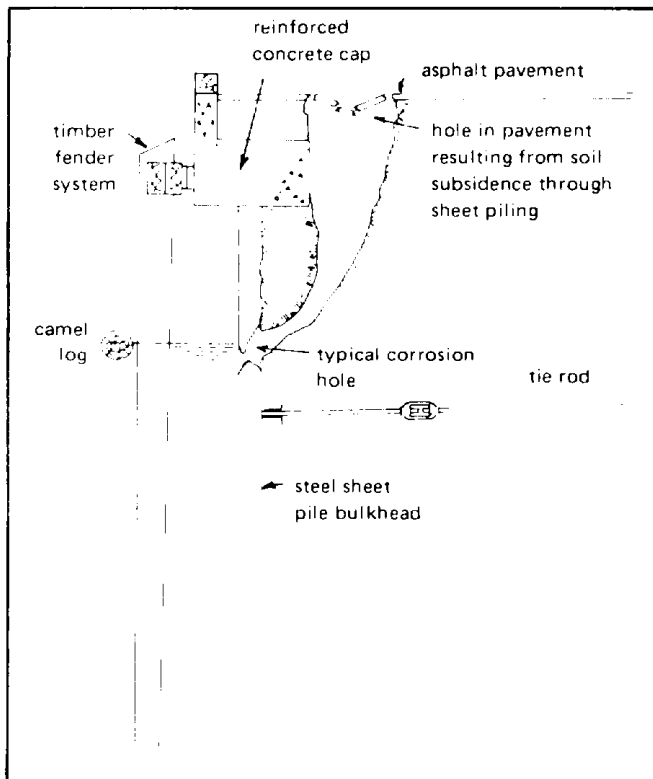 reinforced
concrete cap
asphalt pavement
timber
fender
system
hole in pavement
resulting from soil
subsidence through
sheet piling
camel
log
typical corrosion
hole
tie rod
steel sheet
pile bulkhead